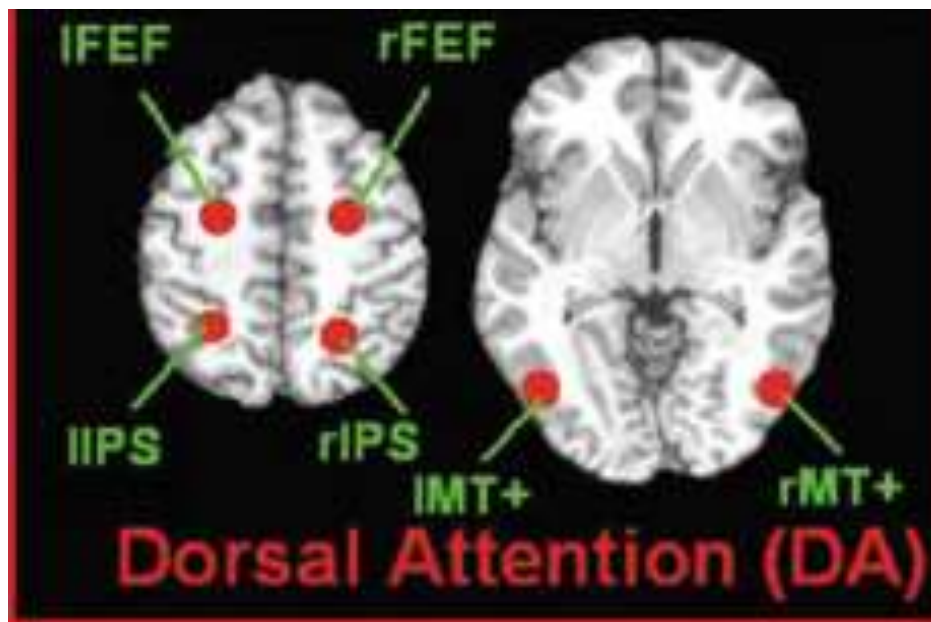 lFEF rFEF
lIPS rIPS
lMT+ rMT+
Dorsal Attention (DA)